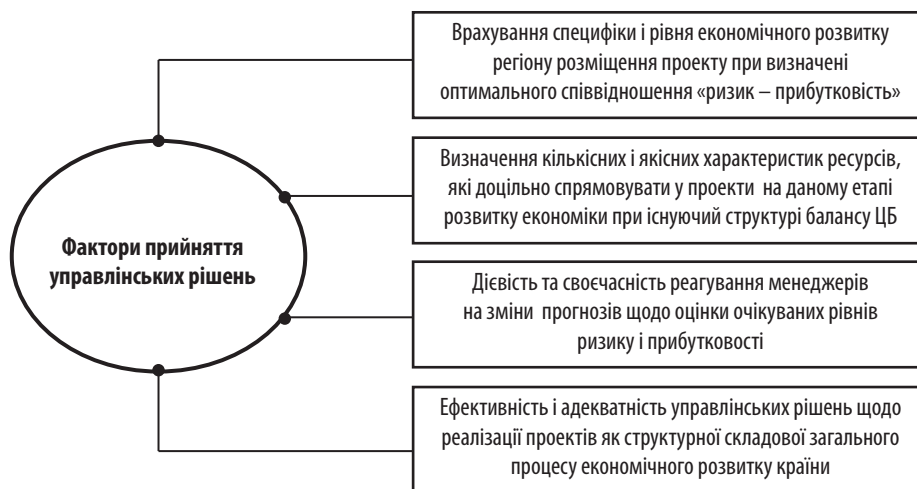 Врахування специфіки і рівня економічного розвитку
регіону розміщення проекту при визначені
оптимального співвідношення «ризик – прибутковість»
Визначення кількісних і якісних характеристик ресурсів,
які доцільно спрямовувати у проекти на даному етапі
розвитку економіки при існуючий структурі балансу ЦБ
Фактори прийняття
управлінських рішень
Дієвість та своєчасність реагування менеджерів
на зміни прогнозів щодо оцінки очікуваних рівнів
ризику і прибутковості
Ефективність і адекватність управлінських рішень щодо
реалізації проектів як структурної складової загального
процесу економічного розвитку країни